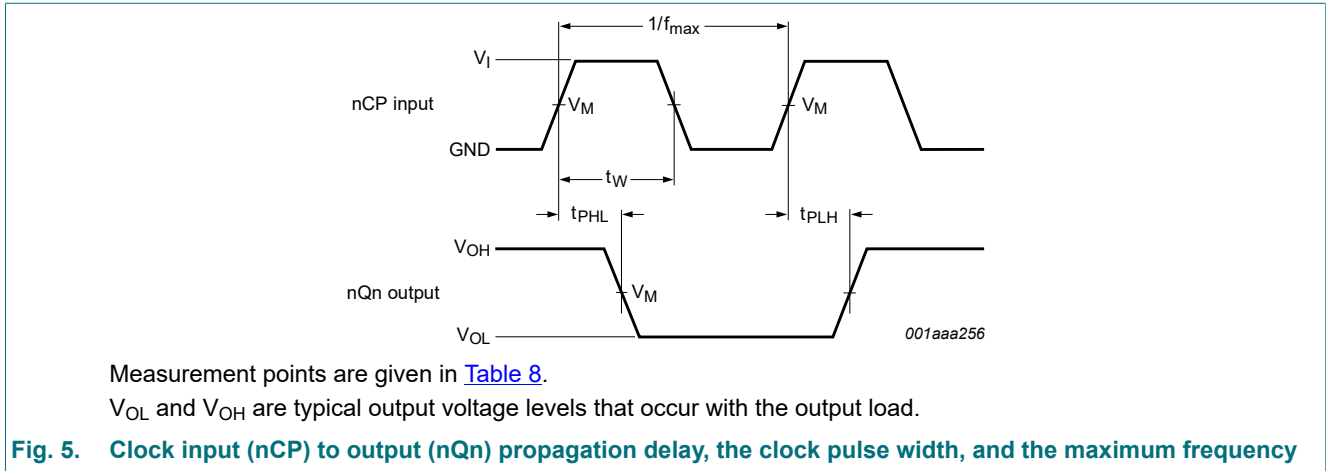 1/fmax
VI
nCP input
VM
VM
GND
tW
tPHL
tPLH
VOH
nQn output
VM
VOL
001aaa256
Measurement points are given in Table 8.
VOL and VOH are typical output voltage levels that occur with the output load.
Fig. 5. Clock input (nCP) to output (nQn) propagation delay, the clock pulse width, and the maximum frequency